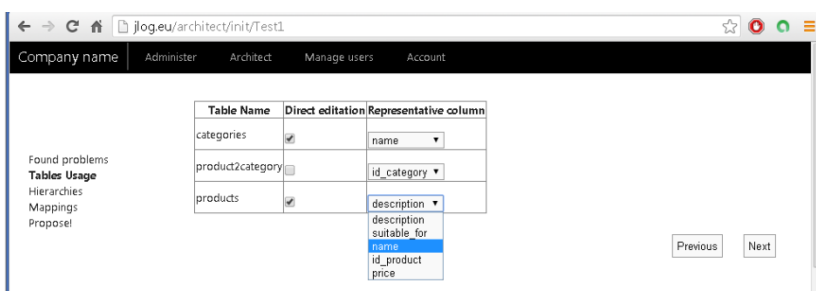 jlog.eu/architect/init/Test1
Company name Administer Architect Manage users Account
Table Name Direct editation Representative column
categories name
product2category id_category
products description
description
suitable_for
name
id_product
price
Found problems
Tables Usage
Hierarchies
Mappings
Propose!
Previous Next